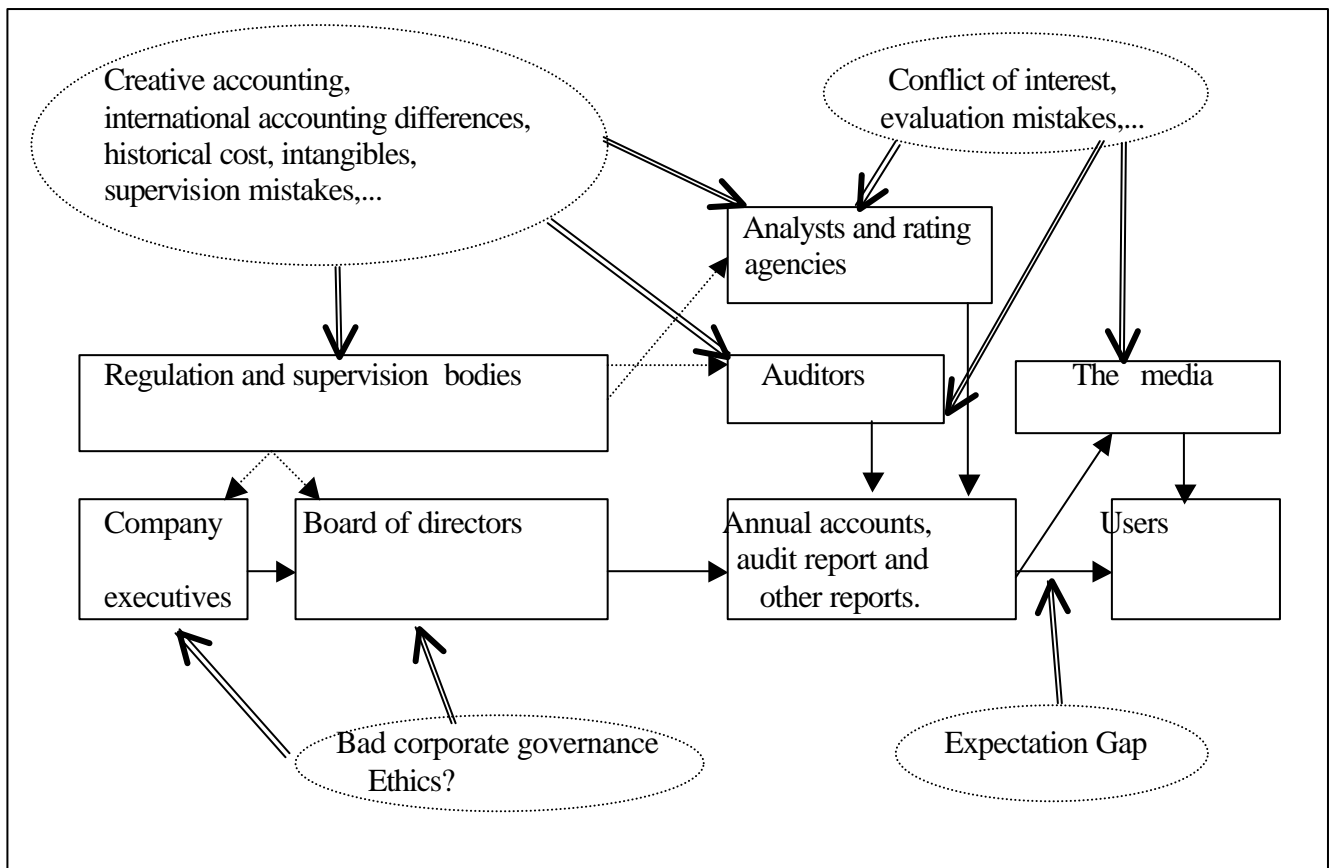 Creative accounting,
international accounting differences,
historical cost, intangibles,
supervision mistakes,...
Conflict of interest,
evaluation mistakes,...
Analysts and rating
agencies
Regulation and supervision bodies
Auditors
The media
Company
executives
Board of directors
Annual accounts,
audit report and
other reports.
Users
Bad corporate governance
Ethics?
Expectation Gap